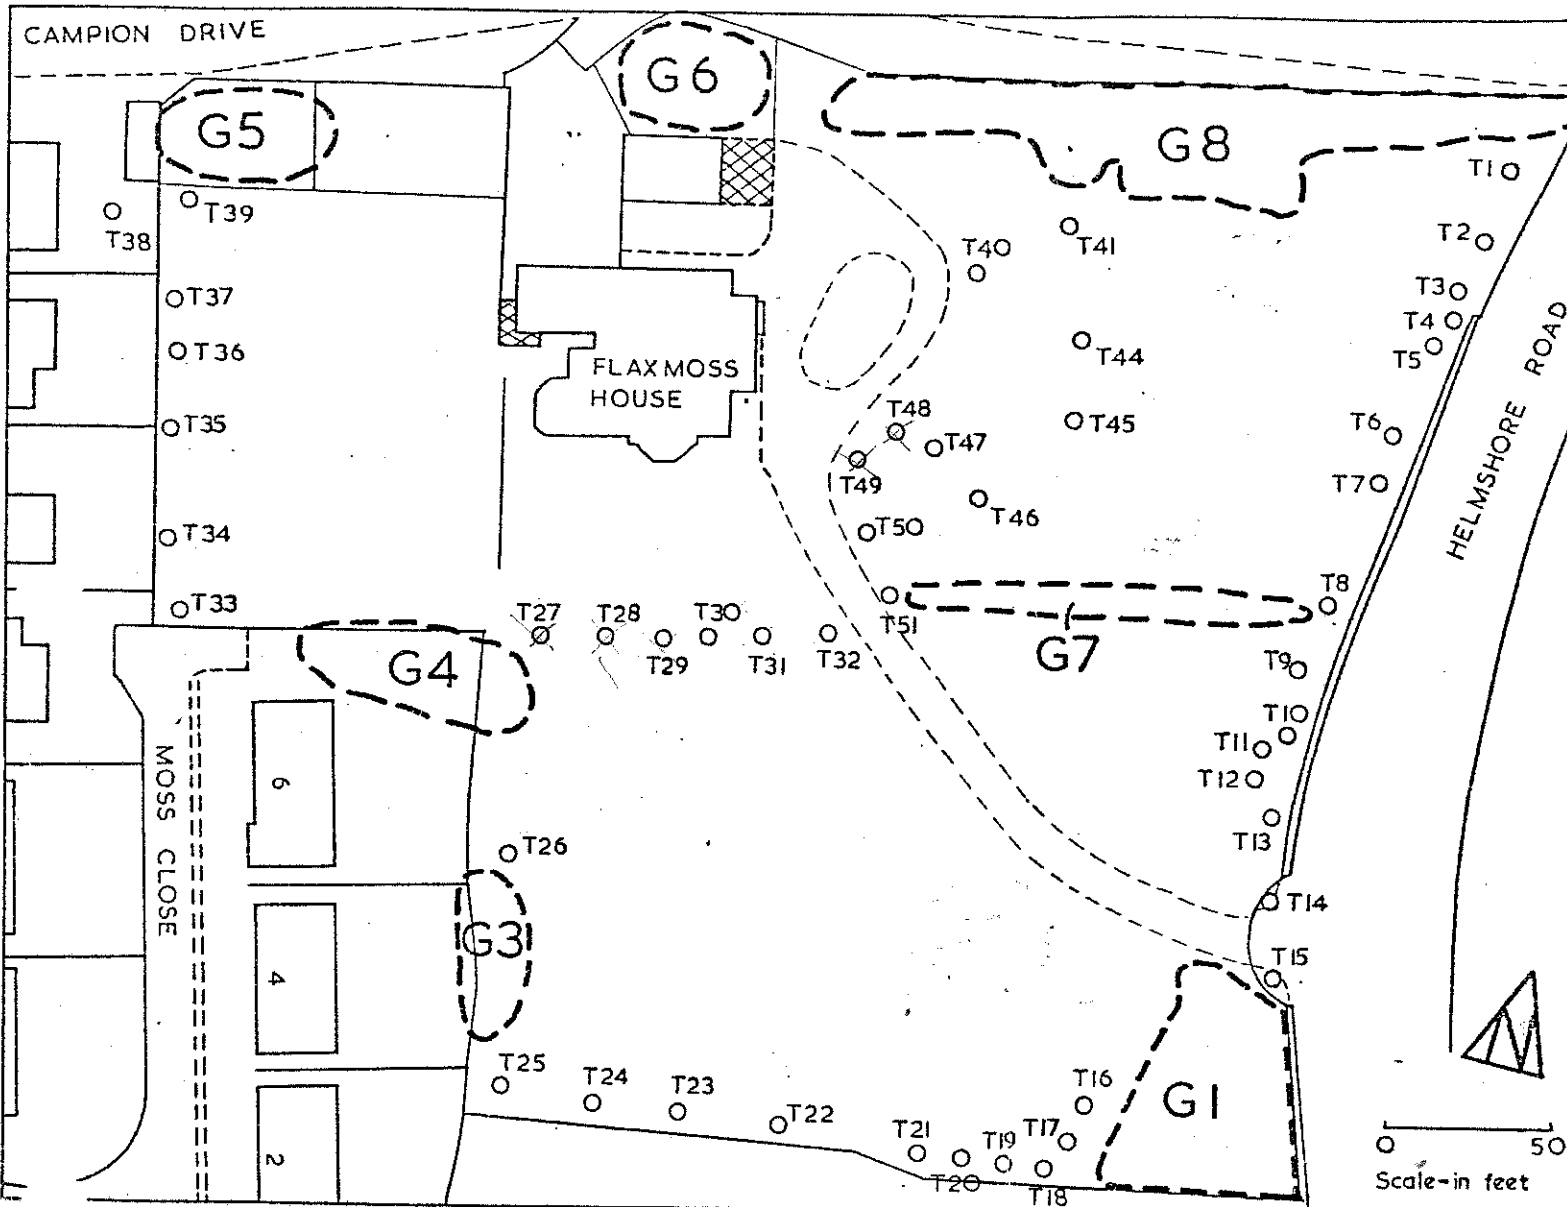 CAMPION DRIVE
G6
G5
G8
T1
T39
T38
T2
T40
T41
T3
T37
T4
T36
T5
T44
FLAXMOSS
HOUSE
HELMSHORE ROAD
T48
T35
T47
T45
T6
T49
T7
T46
T34
T50
T8
T33
T27
T28
T30
T51
G7
G4
T29
T31
T32
T9
T10
T11
MOSS CLOSE
6
T12
T13
T26
T14
G3
T15
4
N
T25
T24
T23
T16
G1
T22
T21
T19
T17
2
T20
T18
0 50
Scale-in feet